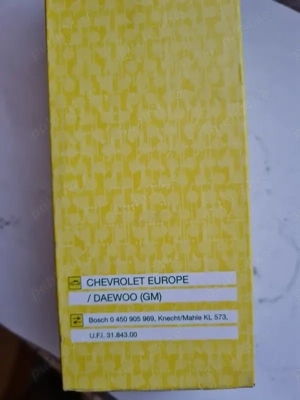 CHEVROLET EUROPE
/ DAEWOO (GM)
Bosch 0 450 905 969, Knecht/Mahle KL 573,
U.F.I. 31.843.00